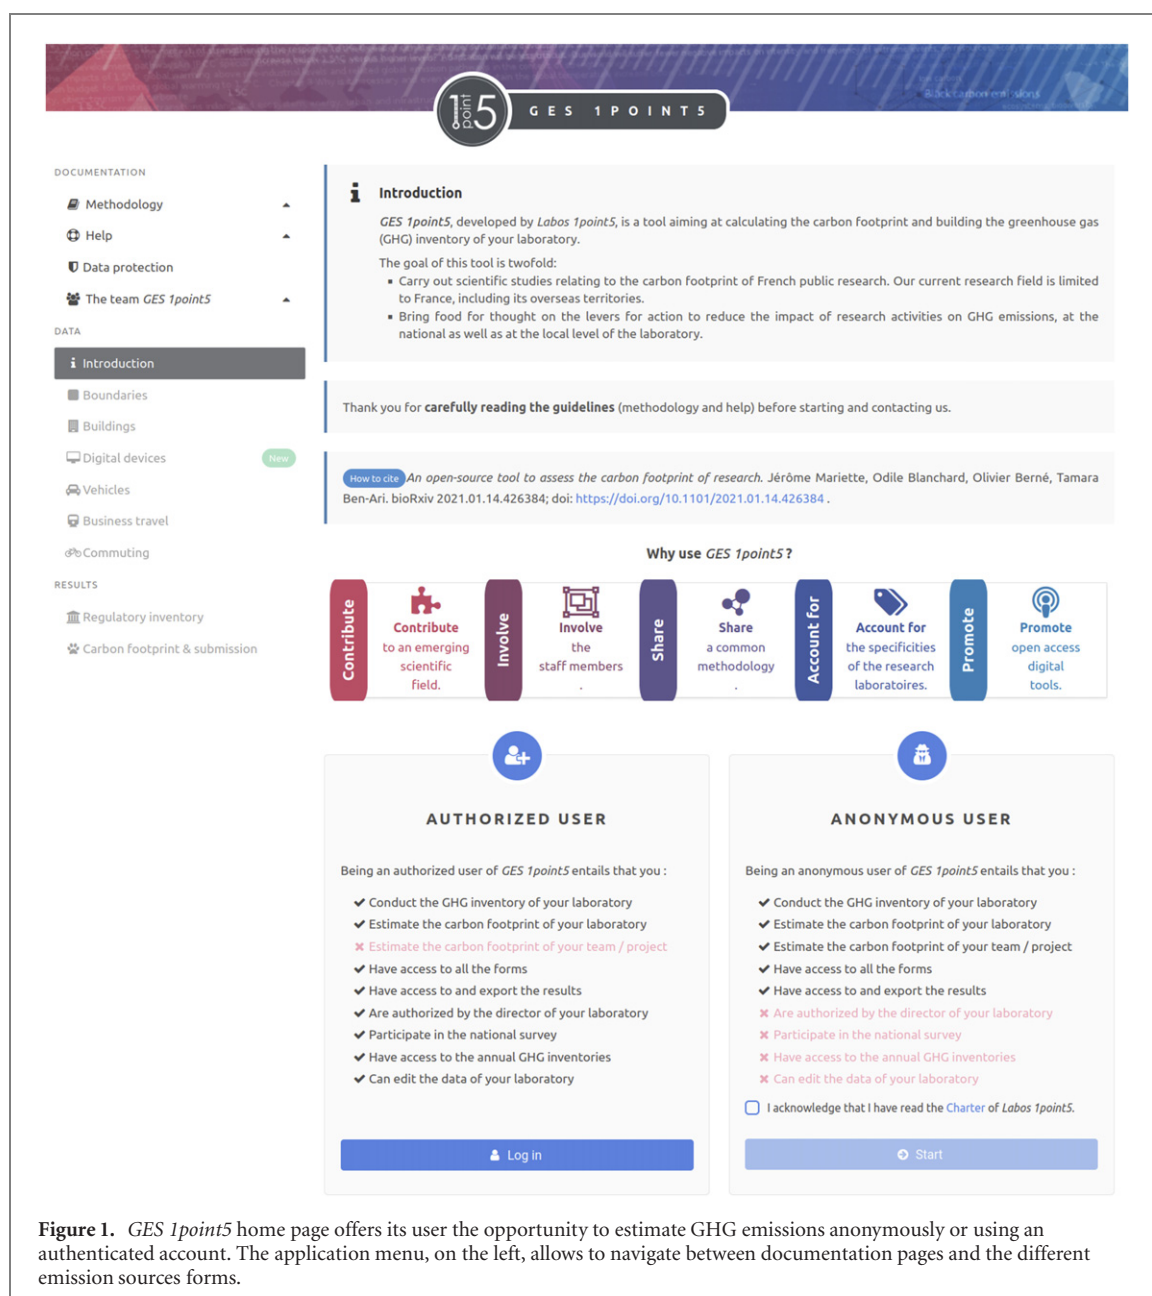 Black carbon emissions
1 point 5
GES 1POINT5
DOCUMENTATION
Methodology
Help
Data protection
The team GES 1point5
DATA
Introduction
Boundaries
Buildings
Digital devices New
Vehicles
Business travel
Commuting
RESULTS
Regulatory inventory
Carbon footprint & submission
Introduction
GES 1point5, developed by Labos 1point5, is a tool aiming at calculating the carbon footprint and building the greenhouse gas
(GHG) inventory of your laboratory.
The goal of this tool is twofold:
▪ Carry out scientific studies relating to the carbon footprint of French public research. Our current research field is limited
to France, including its overseas territories.
▪ Bring food for thought on the levers for action to reduce the impact of research activities on GHG emissions, at the
national as well as at the local level of the laboratory.
Thank you for carefully reading the guidelines (methodology and help) before starting and contacting us.
How to cite An open-source tool to assess the carbon footprint of research. Jérôme Mariette, Odile Blanchard, Olivier Berné, Tamara
Ben-Ari. bioRxiv 2021.01.14.426384; doi: https://doi.org/10.1101/2021.01.14.426384 .
Why use GES 1point5 ?
Contribute
Contribute
to an emerging
scientific
field.
Involve
Involve
the
staff members
.
Share
Share
a common
methodology
.
Account for
Account for
the specificities
of the research
laboratoires.
Promote
Promote
open access
digital
tools.
AUTHORIZED USER
Being an authorized user of GES 1point5 entails that you :
✔ Conduct the GHG inventory of your laboratory
✔ Estimate the carbon footprint of your laboratory
✖ Estimate the carbon footprint of your team / project
✔ Have access to all the forms
✔ Have access to and export the results
✔ Are authorized by the director of your laboratory
✔ Participate in the national survey
✔ Have access to the annual GHG inventories
✔ Can edit the data of your laboratory
Log in
ANONYMOUS USER
Being an anonymous user of GES 1point5 entails that you :
✔ Conduct the GHG inventory of your laboratory
✔ Estimate the carbon footprint of your laboratory
✔ Estimate the carbon footprint of your team / project
✔ Have access to all the forms
✔ Have access to and export the results
✖ Are authorized by the director of your laboratory
✖ Participate in the national survey
✖ Have access to the annual GHG inventories
✖ Can edit the data of your laboratory
I acknowledge that I have read the Charter of Labos 1point5.
Start
Figure 1. GES 1point5 home page offers its user the opportunity to estimate GHG emissions anonymously or using an
authenticated account. The application menu, on the left, allows to navigate between documentation pages and the different
emission sources forms.